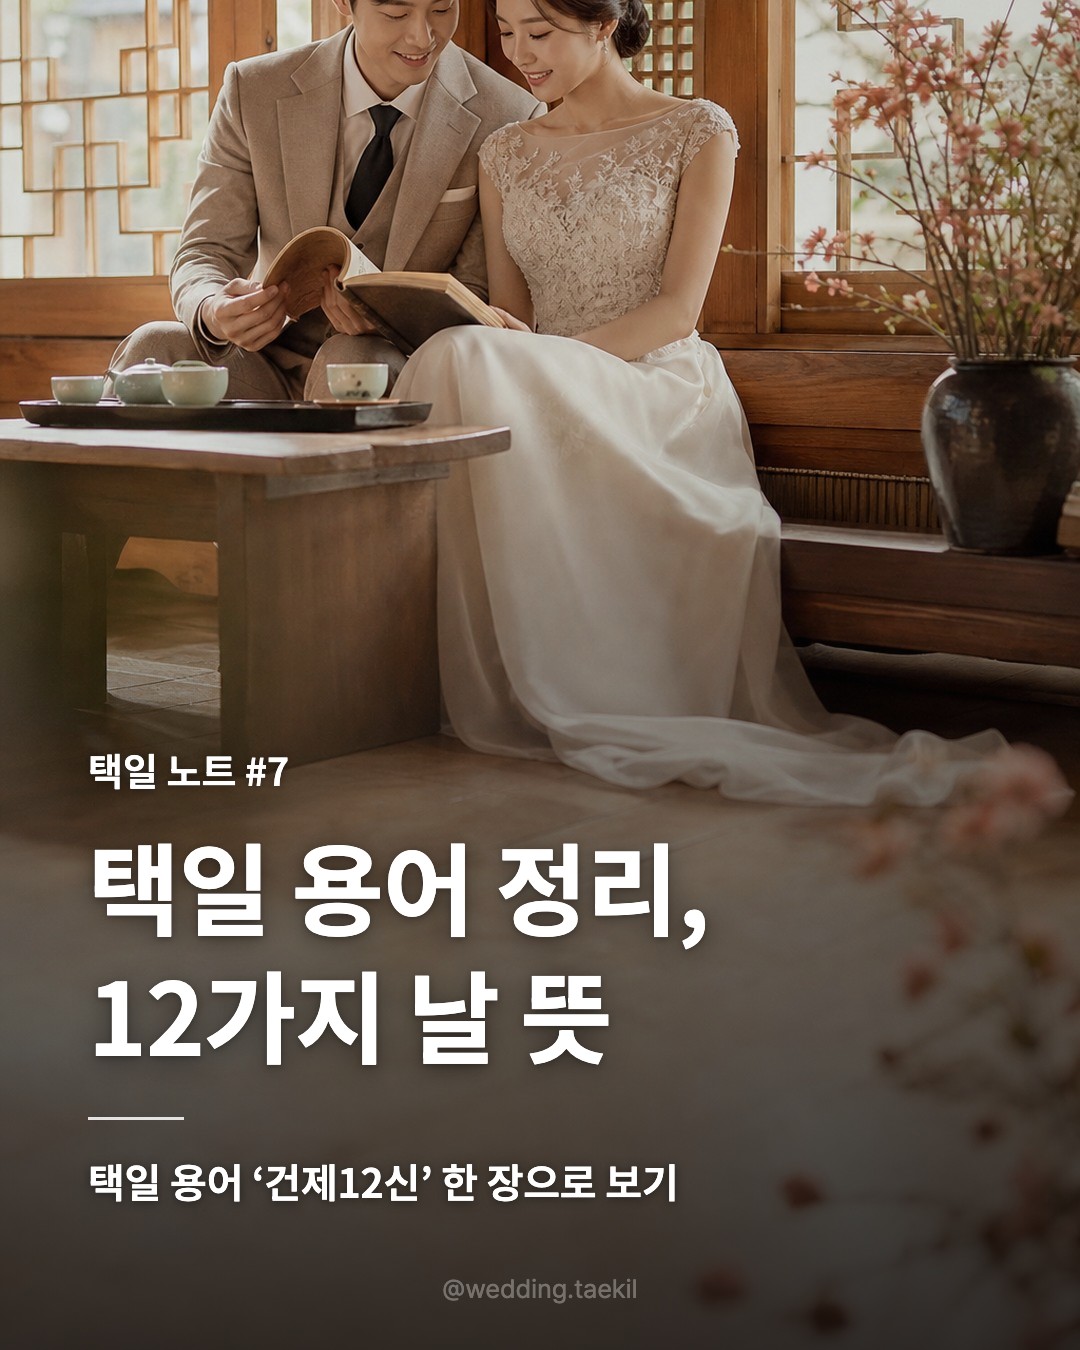 택일 노트 #7
택일 용어 정리,
12가지 날 뜻
택일 용어 ‘건제12신’ 한 장으로 보기
@wedding.taekil